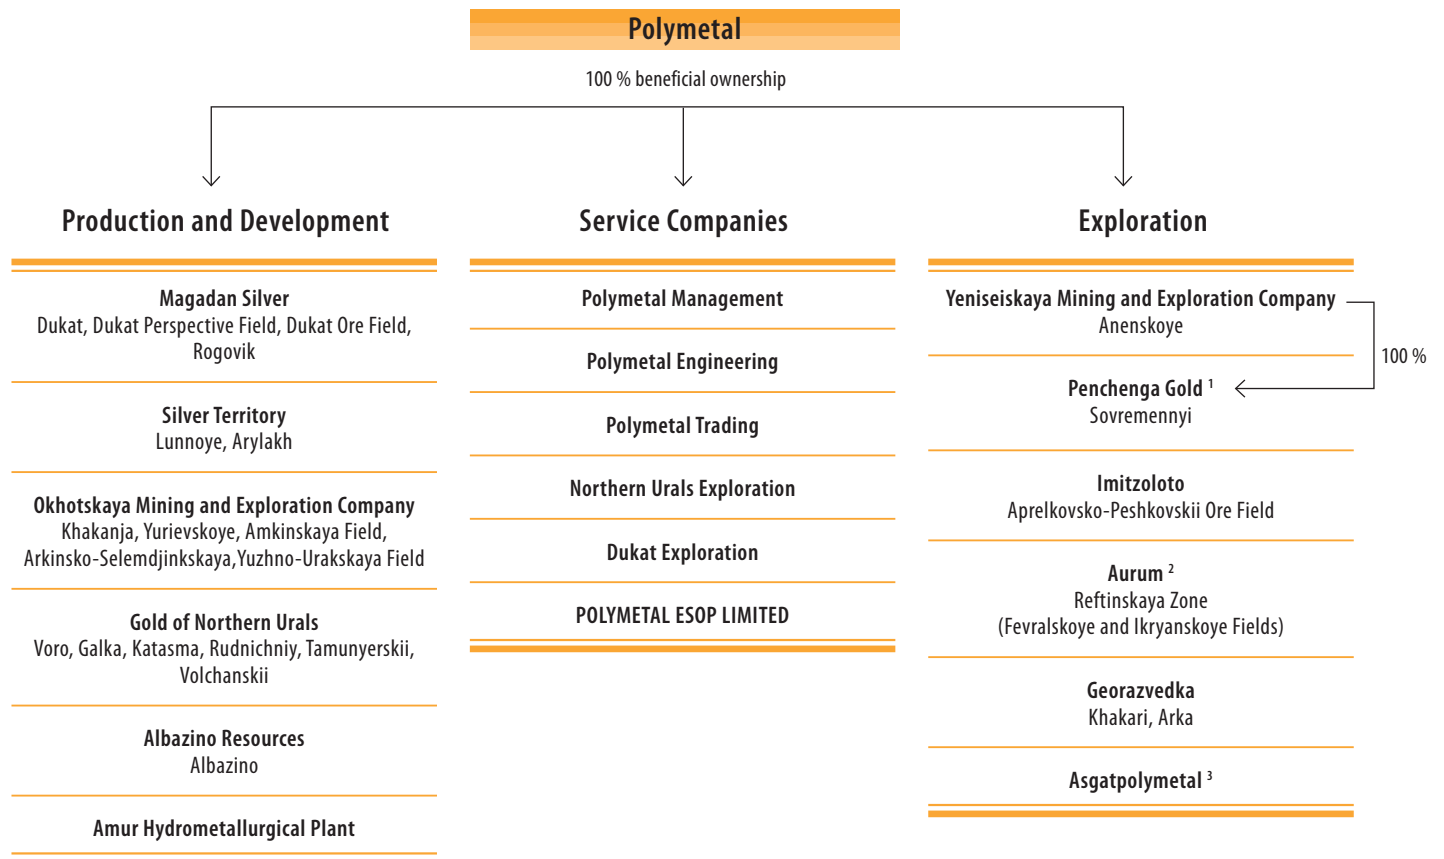 Polymetal
100 % beneficial ownership
Production and Development
Magadan Silver
Dukat, Dukat Perspective Field, Dukat Ore Field,
Rogovik
Silver Territory
Lunnoye, Arylakh
Okhotskaya Mining and Exploration Company
Khakanja, Yurievskoye, Amkinskaya Field,
Arkinsko-Selemdjinkskaya,Yuzhno-Urakskaya Field
Gold of Northern Urals
Voro, Galka, Katasma, Rudnichniy, Tamunyerskii,
Volchanskii
Albazino Resources
Albazino
Amur Hydrometallurgical Plant
Service Companies
Polymetal Management
Polymetal Engineering
Polymetal Trading
Northern Urals Exploration
Dukat Exploration
POLYMETAL ESOP LIMITED
Exploration
Yeniseiskaya Mining and Exploration Company
Anenskoye
100 %
Penchenga Gold 1
Sovremennyi
Imitzoloto
Aprelkovsko-Peshkovskii Ore Field
Aurum 2
Reftinskaya Zone
(Fevralskoye and Ikryanskoye Fields)
Georazvedka
Khakari, Arka
Asgatpolymetal 3